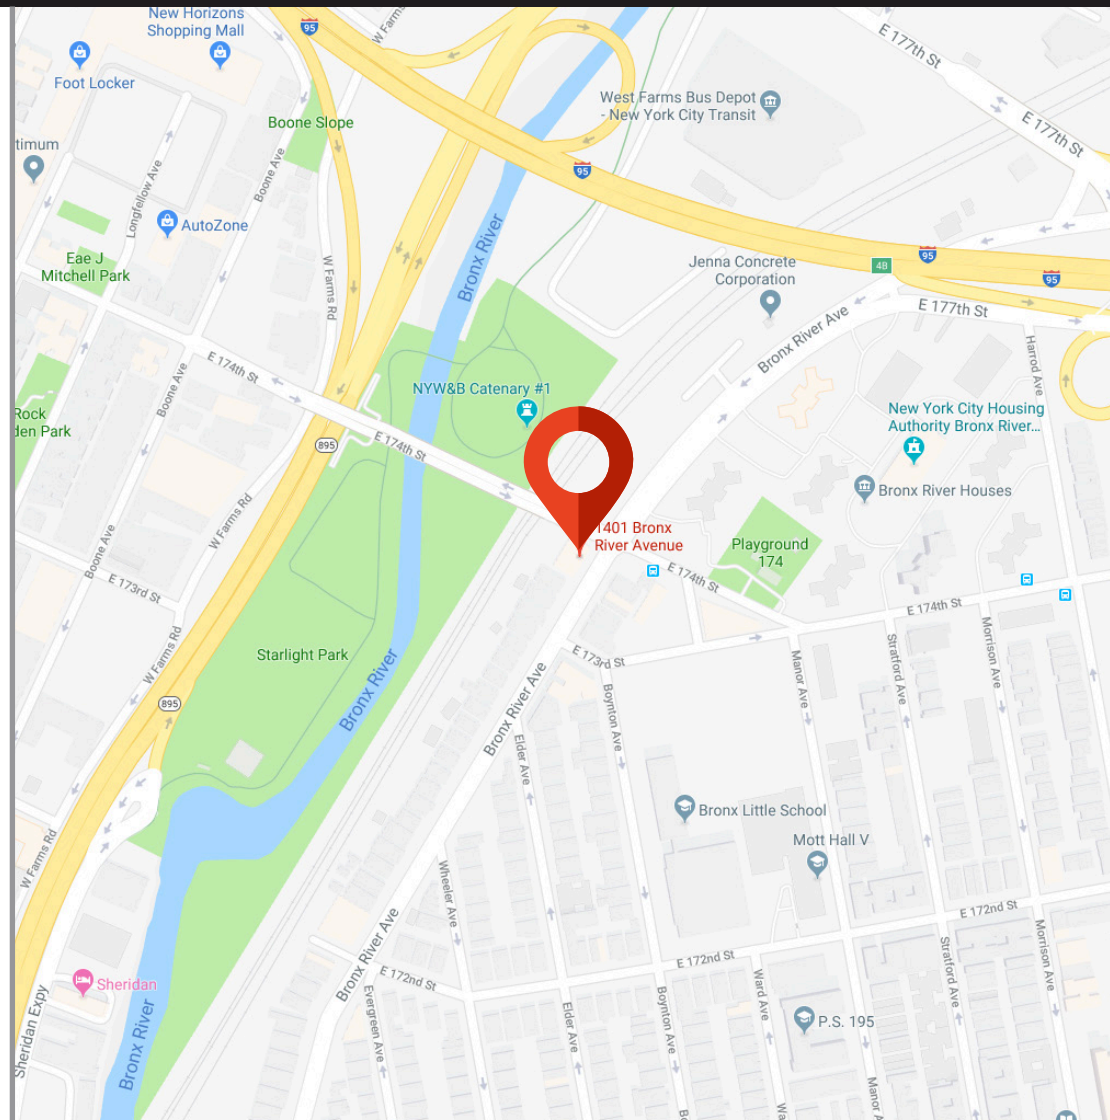 New Horizons
Shopping Mall
95
W Farms
E 177th St
Foot Locker
West Farms Bus Depot
- New York City Transit
Boone Slope
E 177th St
timum
95
Longfellow Ave
Boone Ave
AutoZone
Bronx River
Eae J
Mitchell Park
W Farms Rd
Jenna Concrete
Corporation
4B
95
95
E 177th St
Bronx River Ave
E 174th St
Harrod Ave
Boone Ave
NYW&B Catenary #1
Rock
den Park
New York City Housing
Authority Bronx River...
895
E 174th St
Bronx River Houses
W Farms Rd
1401 Bronx
River Avenue
Playground
174
Boone Ave
E 173rd St
E 174th St
E 174th St
W Farms Rd
Starlight Park
Bronx River
E 173rd St
Manor Ave
Stratford Ave
Morrison Ave
895
Bronx River Ave
Boynton Ave
Elder Ave
Bronx Little School
Mott Hall V
W Farms Rd
Wheeler Ave
E 172nd St
Bronx River Ave
E 172nd St
E 172nd St
Stratford Ave
Morrison Ave
Sheridan
Evergreen Ave
Elder Ave
Boynton Ave
Ward Ave
P.S. 195
Sheridan Expy
Bronx River
Manor A
Bo
Wa